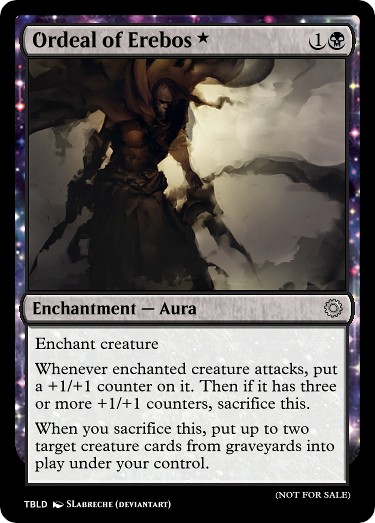 Ordeal of Erebos ★ 1
Enchantment — Aura
Enchant creature
Whenever enchanted creature attacks, put
a +1/+1 counter on it. Then if it has three
or more +1/+1 counters, sacrifice this.
When you sacrifice this, put up to two
target creature cards from graveyards into
play under your control.
(NOT FOR SALE)
TBLD SLABRECHE (DEVIANTART)